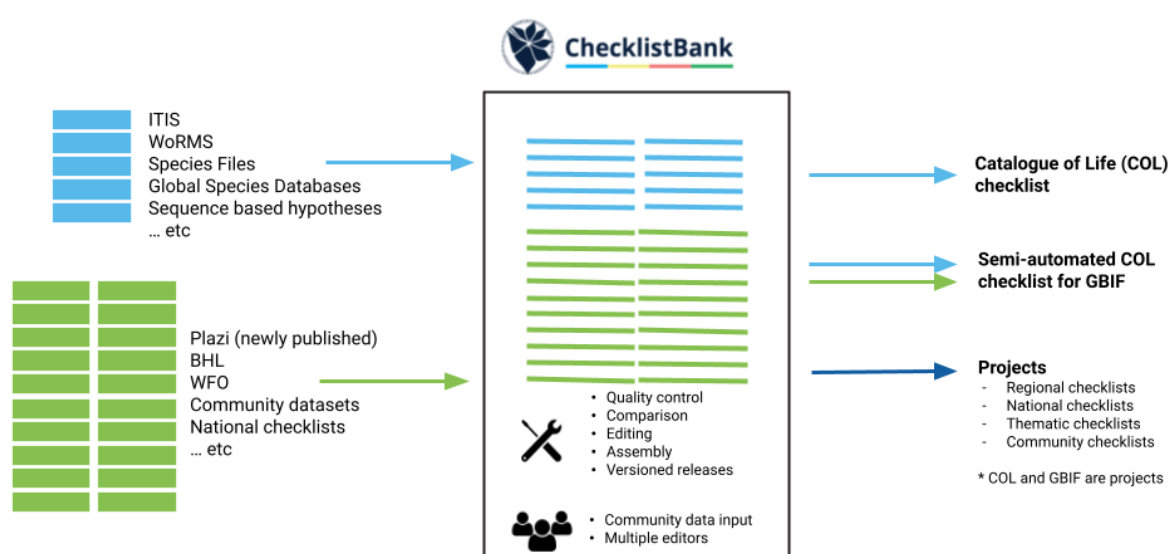 ChecklistBank
ITIS
WoRMS
Species Files
Global Species Databases
Sequence based hypotheses
... etc
Plazi (newly published)
BHL
WFO
Community datasets
National checklists
... etc
• Quality control
• Comparison
• Editing
• Assembly
• Versioned releases
• Community data input
• Multiple editors
Catalogue of Life (COL)
checklist
Semi-automated COL
checklist for GBIF
Projects
- Regional checklists
- National checklists
- Thematic checklists
- Community checklists
* COL and GBIF are projects